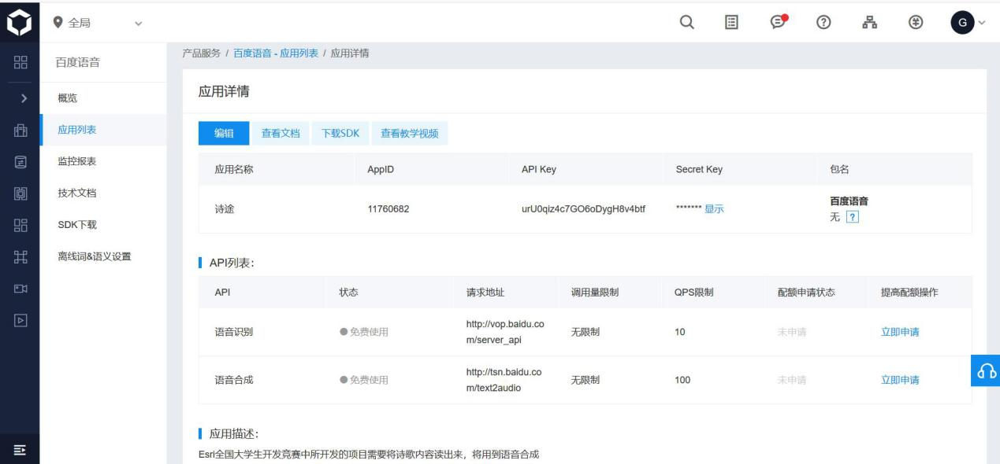 全局
G
百度语音
概览
应用列表
监控报表
技术文档
SDK下载
离线词&语义设置
产品服务 / 百度语音 - 应用列表 / 应用详情
应用详情
编辑 查看文档 下载SDK 查看教学视频
应用名称 AppID API Key Secret Key 包名
诗途 11760682 urU0qiz4c7GO6oDygH8v4btf ******* 显示 百度语音
无 ?
API列表：
API 状态 请求地址 调用量限制 QPS限制 配额申请状态 提高配额操作
语音识别 免费使用 http://vop.baidu.co
m/server_api 无限制 10 未申请 立即申请
语音合成 免费使用 http://tsn.baidu.co
m/text2audio 无限制 100 未申请 立即申请
应用描述：
Esri全国大学生开发竞赛中所开发的项目需要将诗歌内容读出来，将用到语音合成